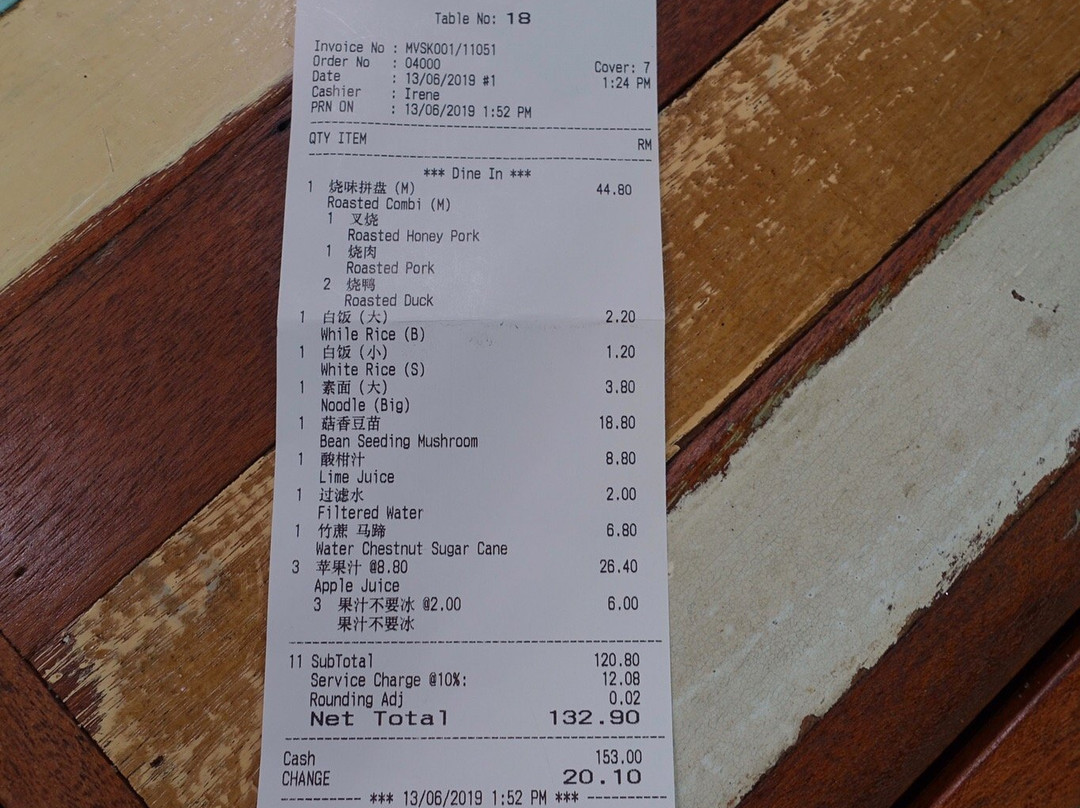 Table No: 18
Invoice No : MVSK001/11051
Order No : 04000 Cover: 7
Date : 13/06/2019 #1 1:24 PM
Cashier : Irene
PRN ON : 13/06/2019 1:52 PM
QTY ITEM RM
*** Dine In ***
1 烧味拼盘 (M) 44.80
Roasted Combi (M)
1 叉烧
Roasted Honey Pork
1 烧肉
Roasted Pork
2 烧鸭
Roasted Duck
1 白饭 (大) 2.20
While Rice (B)
1 白饭 (小) 1.20
White Rice (S)
1 素面 (大) 3.80
Noodle (Big)
1 菇香豆苗 18.80
Bean Seeding Mushroom
1 酸柑汁 8.80
Lime Juice
1 过滤水 2.00
Filtered Water
1 竹蔗 马蹄 6.80
Water Chestnut Sugar Cane
3 苹果汁 @8.80 26.40
Apple Juice
3 果汁不要冰 @2.00 6.00
果汁不要冰
11 SubTotal 120.80
Service Charge @10%: 12.08
Rounding Adj 0.02
Net Total 132.90
Cash 153.00
CHANGE 20.10
---------- *** 13/06/2019 1:52 PM *** ----------